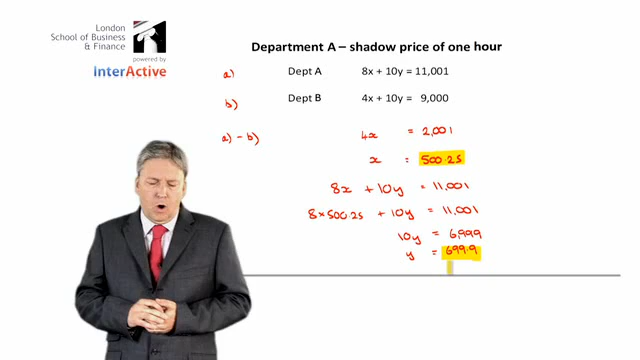 London
School of Business
& Finance
powered by
InterActive
Department A – shadow price of one hour
a) Dept A 8x + 10y = 11,001
b) Dept B 4x + 10y = 9,000
a) – b) 4x = 2,001
x = 500.25
8x + 10y = 11,001
8 × 500.25 + 10y = 11,001
10y = 6,999
y = 699.9